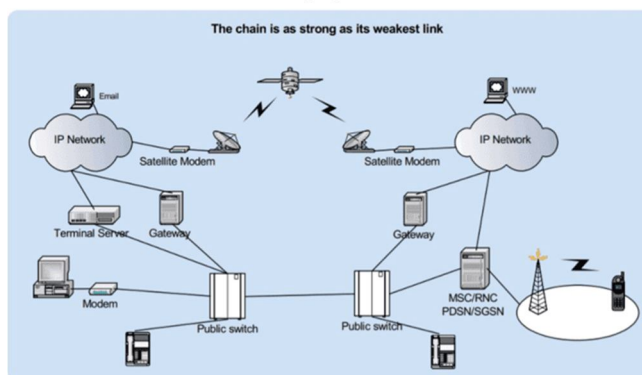 The chain is as strong as its weakest link
Email
WWW
IP Network
IP Network
Satellite Modem
Satellite Modem
Terminal Server
Gateway
Gateway
Modem
Public switch
Public switch
MSC/RNC
PDSN/SGSN